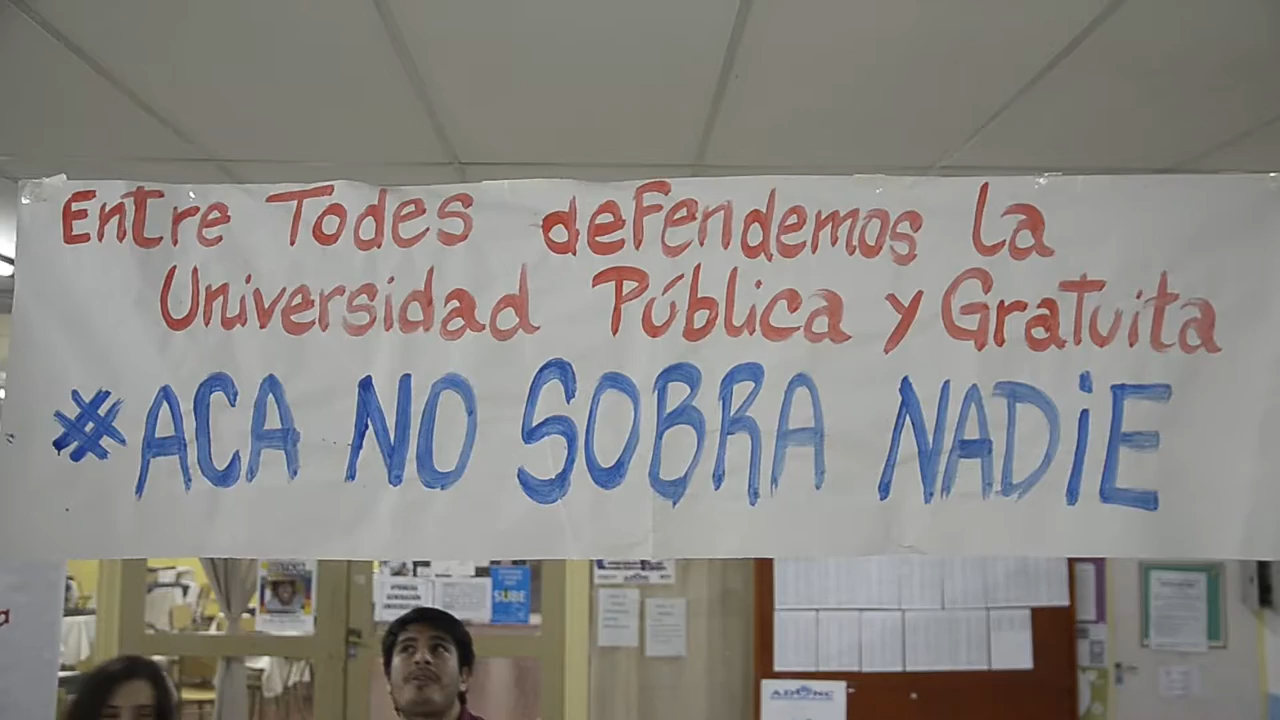 Entre Todes defendemos la
Universidad Pública y Gratuita
#ACA NO SOBRA NADiE
SUBE